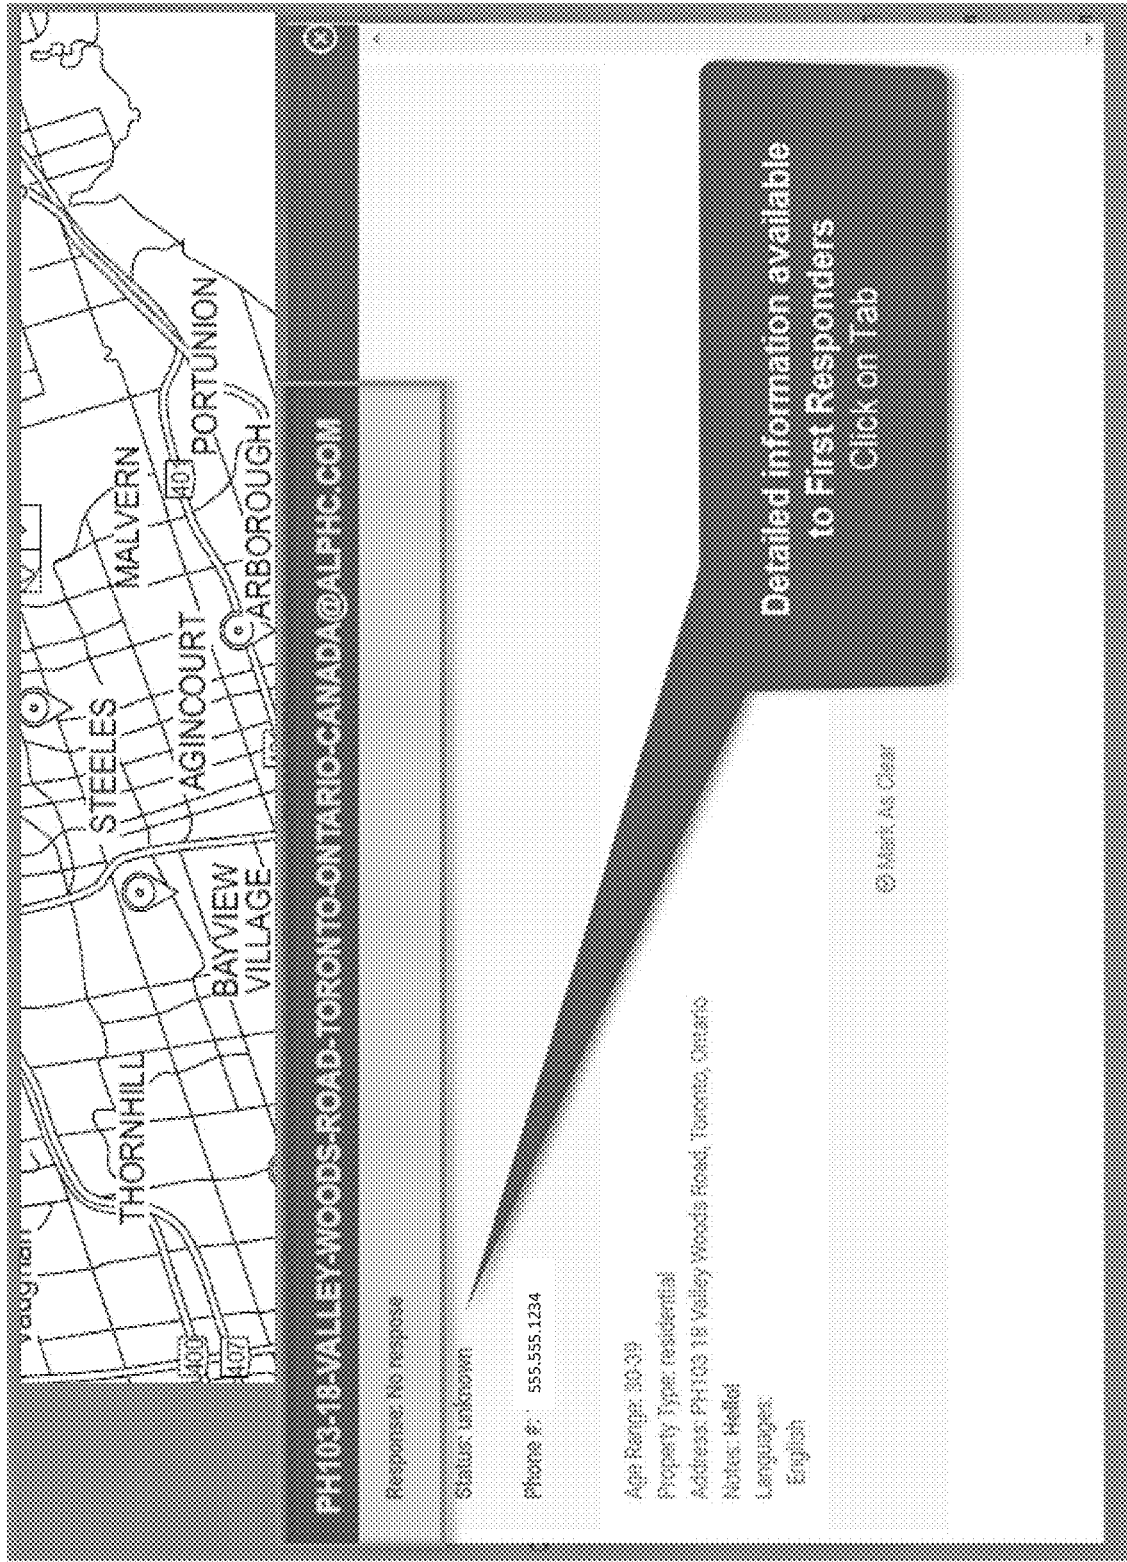 STEELES
MALVERN
THORNHILL
401
400
AGINCOURT
PORTUNION
BAYVIEW
VILLAGE
ARBOROUGH
407
PH103-18-VALLEY-WOODS-ROAD-TORONTO-ONTARIO-CANADA@ALPHC.COM
Response: No
Status: unknown
Phone #: 555.555.1234
Age Range: 30-39
Property Type: residential
Address: PH103 18 Valley Woods Road, Toronto, Ontario
Notes: Hello!
Languages:
English
Detailed information available
to First Responders
Click on Tab
Mark As Clear